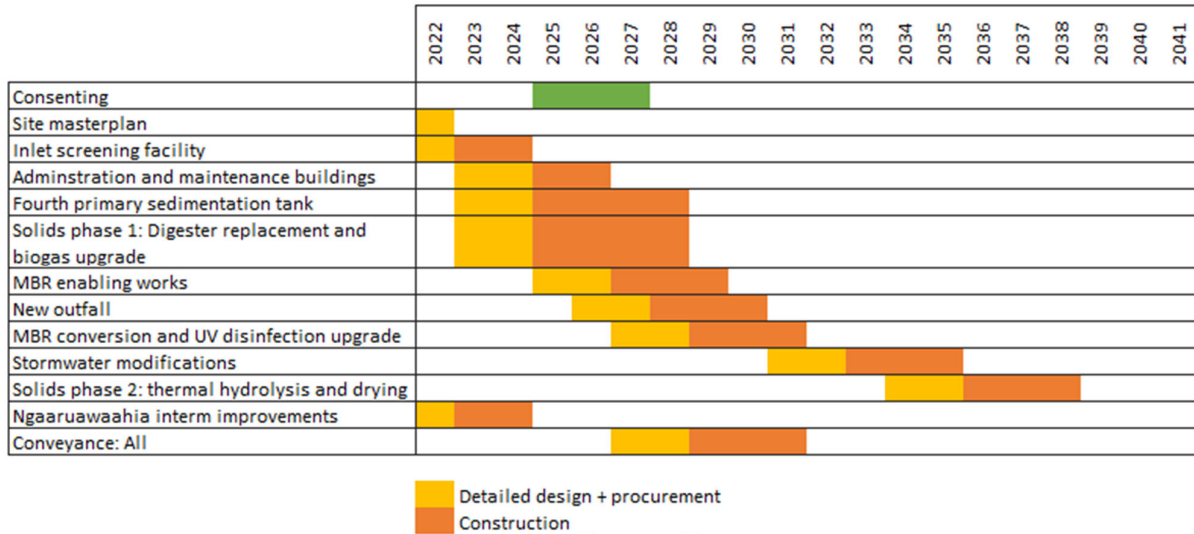 2022 2023 2024 2025 2026 2027 2028 2029 2030 2031 2032 2033 2034 2035 2036 2037 2038 2039 2040 2041
Consenting
Site masterplan
Inlet screening facility
Adminstration and maintenance buildings
Fourth primary sedimentation tank
Solids phase 1: Digester replacement and
biogas upgrade
MBR enabling works
New outfall
MBR conversion and UV disinfection upgrade
Stormwater modifications
Solids phase 2: thermal hydrolysis and drying
Ngaaruawaahia interm improvements
Conveyance: All
Detailed design + procurement
Construction